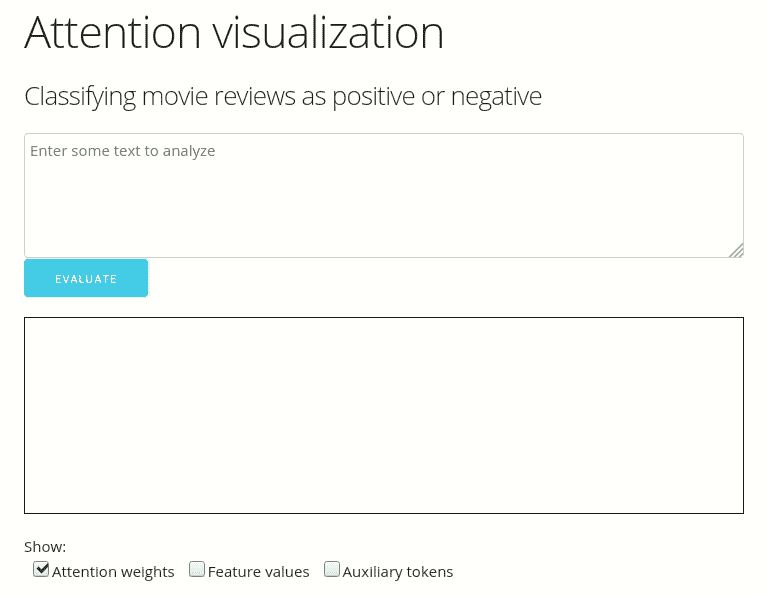 Attention visualization
Classifying movie reviews as positive or negative
Enter some text to analyze
EVALUATE
Show:
Attention weights Feature values Auxiliary tokens